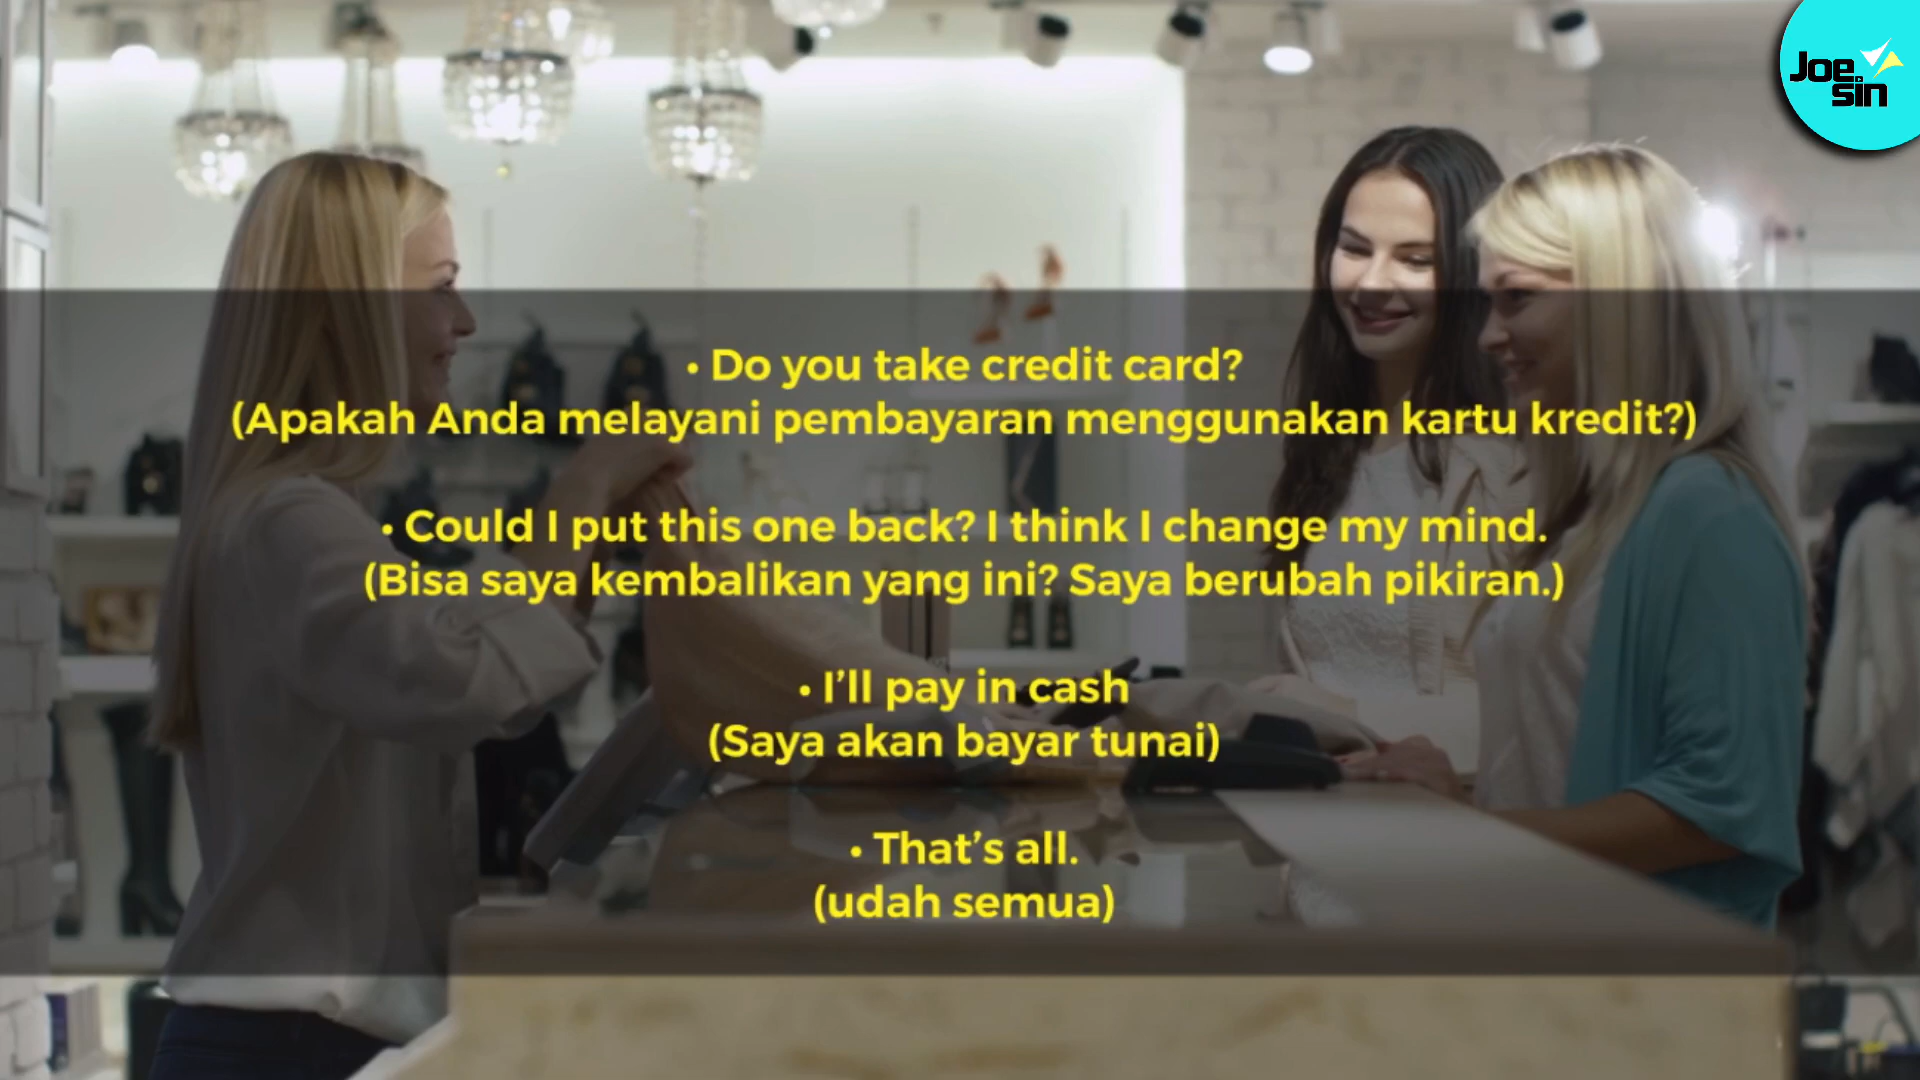 Joe.
sin
• Do you take credit card?
(Apakah Anda melayani pembayaran menggunakan kartu kredit?)
• Could I put this one back? I think I change my mind.
(Bisa saya kembalikan yang ini? Saya berubah pikiran.)
• I’ll pay in cash
(Saya akan bayar tunai)
• That’s all.
(udah semua)